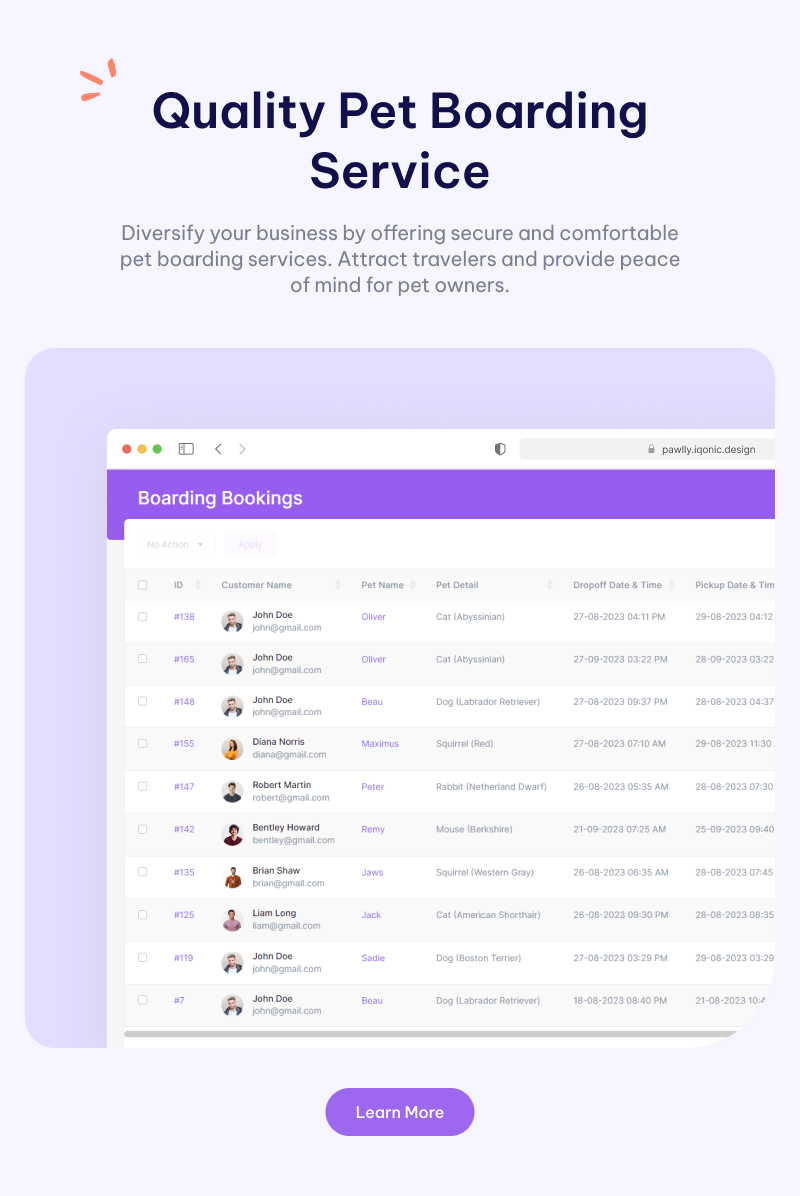 Quality Pet Boarding
Service
Diversify your business by offering secure and comfortable
pet boarding services. Attract travelers and provide peace
of mind for pet owners.
pawlly.iqonic.design
Boarding Bookings
No Action Apply
ID Customer Name Pet Name Pet Detail Dropoff Date & Time Pickup Date & Tim
#138 John Doe Oliver Cat (Abyssinian) 27-08-2023 04:11 PM 29-08-2023 04:12
john@gmail.com
#165 John Doe Oliver Cat (Abyssinian) 27-09-2023 03:22 PM 28-09-2023 03:22
john@gmail.com
#148 John Doe Beau Dog (Labrador Retriever) 27-08-2023 09:37 PM 28-08-2023 04:37
john@gmail.com
#155 Diana Norris Maximus Squirrel (Red) 27-08-2023 07:10 AM 29-08-2023 11:30
diana@gmail.com
#147 Robert Martin Peter Rabbit (Netherland Dwarf) 26-08-2023 05:35 AM 28-08-2023 07:30
robert@gmail.com
#142 Bentley Howard Remy Mouse (Berkshire) 21-09-2023 07:25 AM 25-09-2023 09:40
bentley@gmail.com
#135 Brian Shaw Jaws Squirrel (Western Gray) 26-08-2023 06:35 AM 28-08-2023 07:45
brian@gmail.com
#125 Liam Long Jack Cat (American Shorthair) 26-08-2023 09:30 PM 28-08-2023 08:35
liam@gmail.com
#119 John Doe Sadie Dog (Boston Terrier) 27-08-2023 03:29 PM 29-08-2023 03:29
john@gmail.com
#7 John Doe Beau Dog (Labrador Retriever) 18-08-2023 08:40 PM 21-08-2023 10:4
john@gmail.com
Learn More